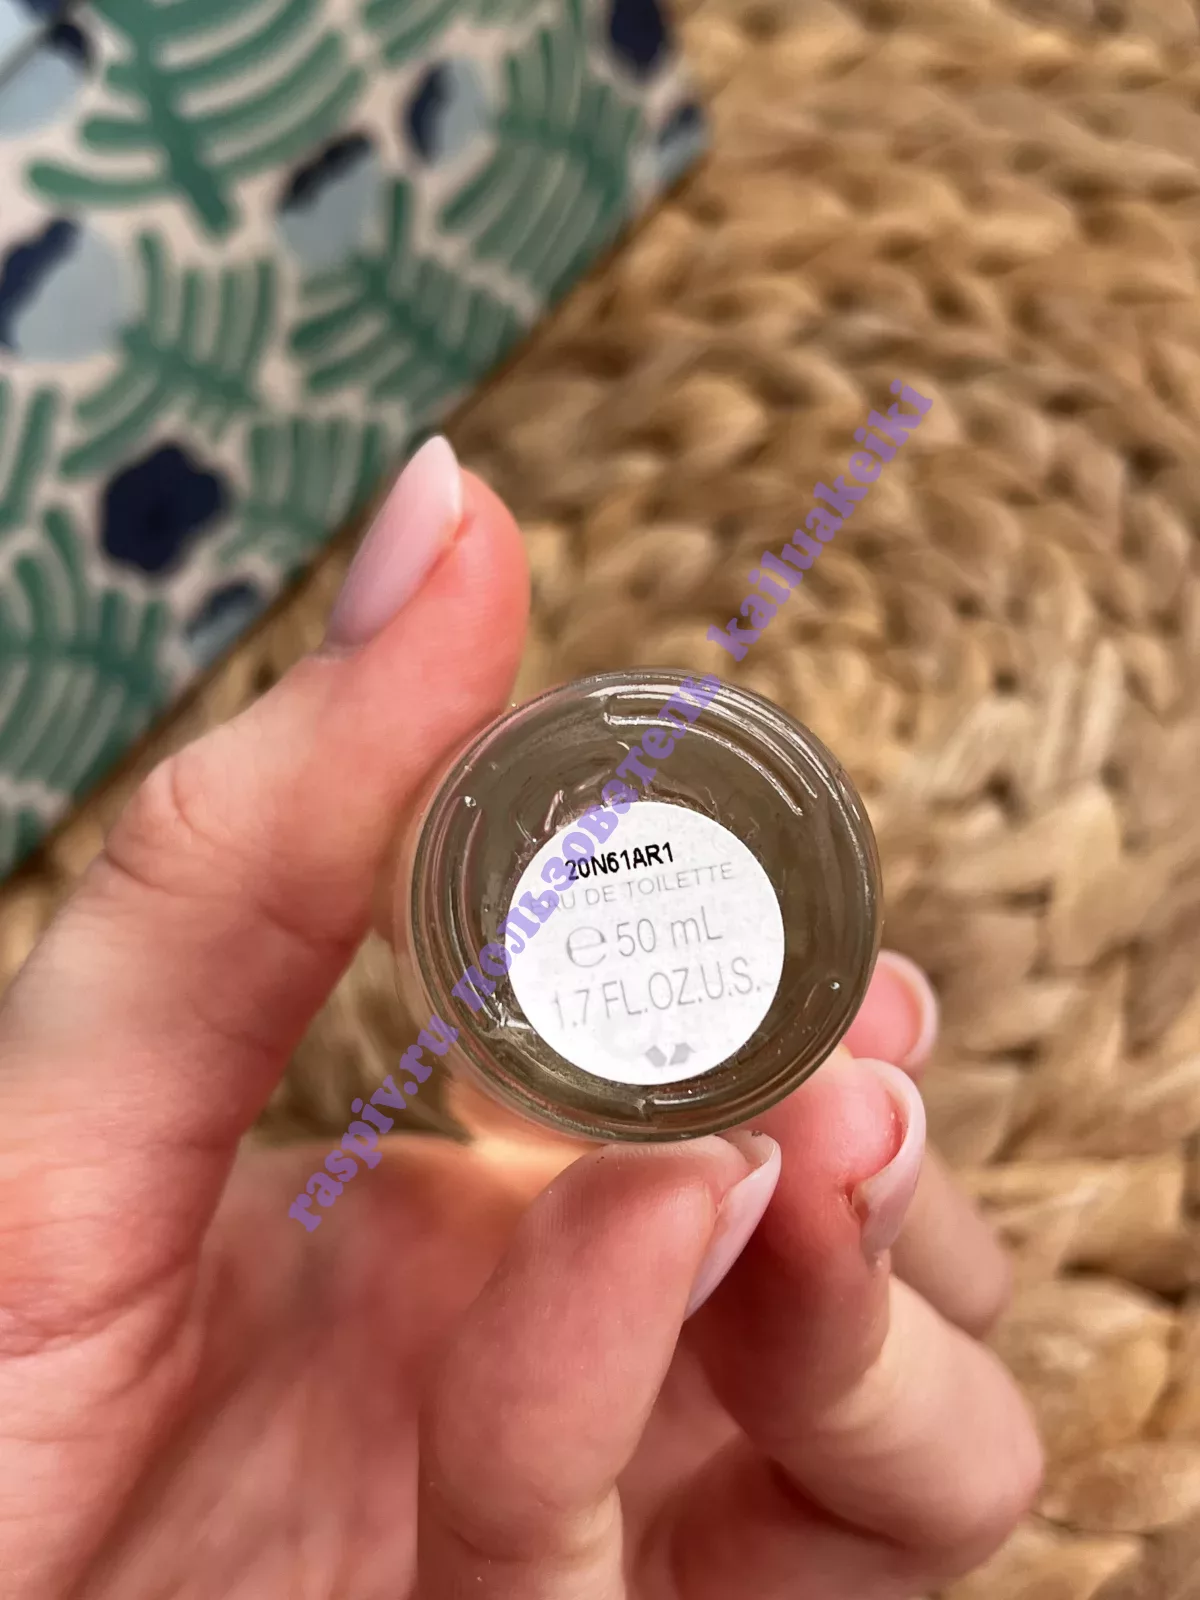 20N61AR1
EAU DE TOILETTE
℮ 50 mL
1.7 FL.OZ.U.S.
raspiv.ru пользователь kailuakeiki